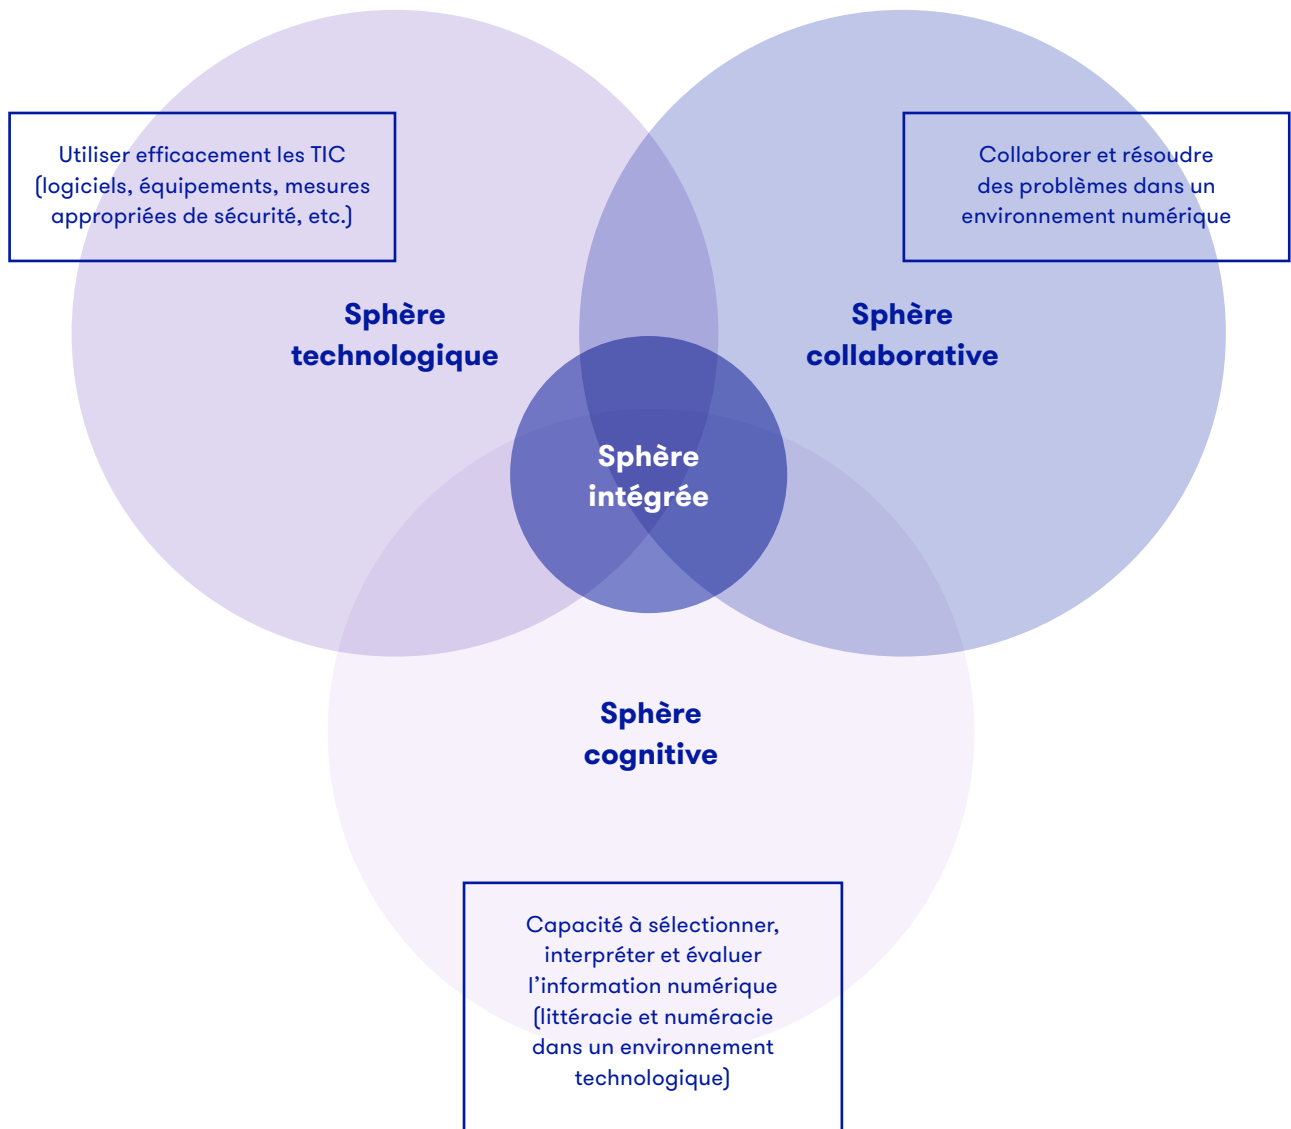 Utiliser efficacement les TIC
(logiciels, équipements, mesures
appropriées de sécurité, etc.)
Collaborer et résoudre
des problèmes dans un
environnement numérique
Sphère
technologique
Sphère
collaborative
Sphère
intégrée
Sphère
cognitive
Capacité à sélectionner,
interpréter et évaluer
l’information numérique
(littéracie et numéracie
dans un environnement
technologique)